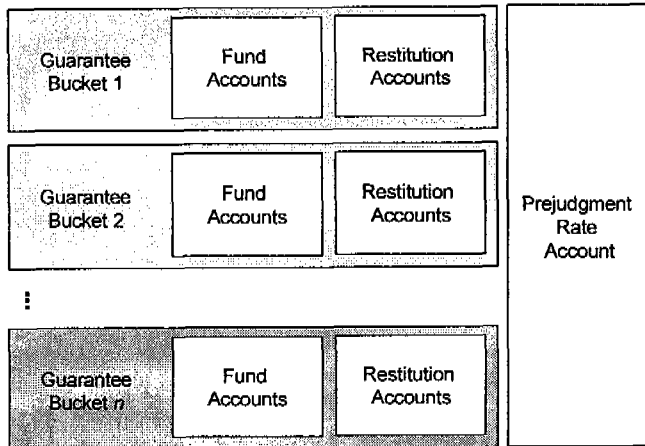 Guarantee
Bucket 1
Fund
Accounts
Restitution
Accounts
Guarantee
Bucket 2
Fund
Accounts
Restitution
Accounts
Prejudgment
Rate
Account
⋮
Guarantee
Bucket n
Fund
Accounts
Restitution
Accounts